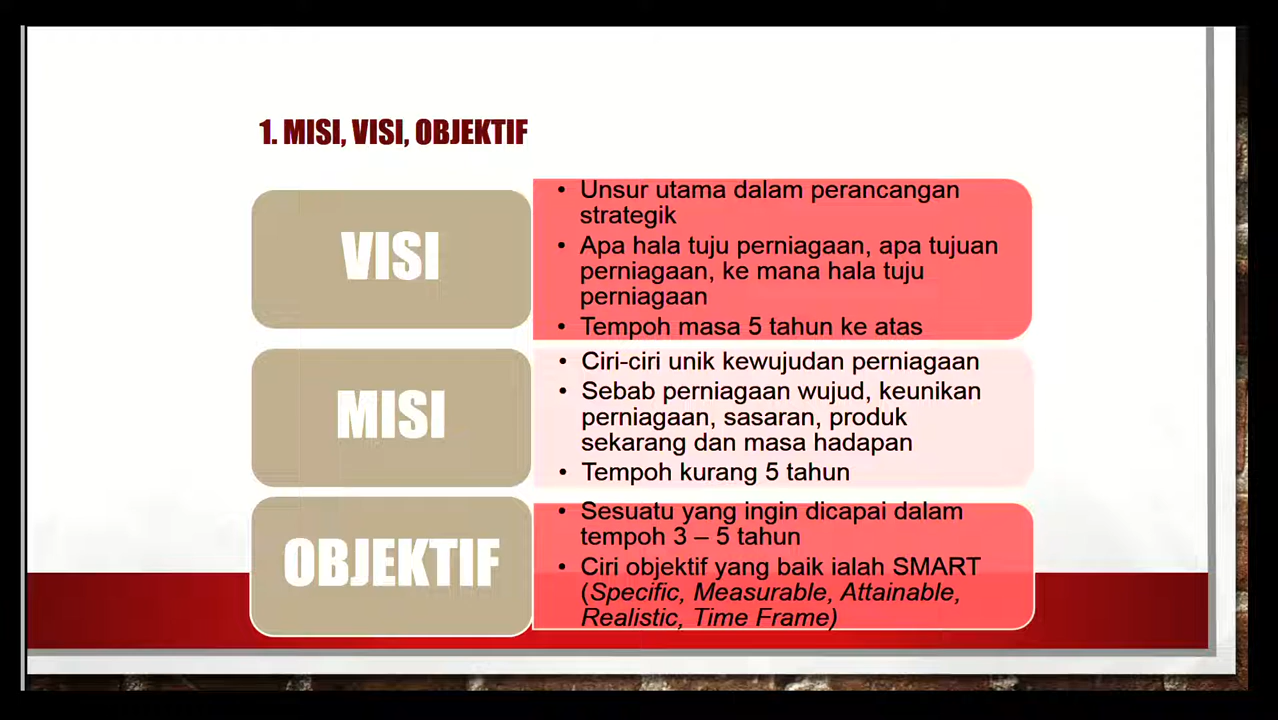 1. MISI, VISI, OBJEKTIF
VISI
• Unsur utama dalam perancangan
strategik
• Apa hala tuju perniagaan, apa tujuan
perniagaan, ke mana hala tuju
perniagaan
• Tempoh masa 5 tahun ke atas
MISI
• Ciri-ciri unik kewujudan perniagaan
• Sebab perniagaan wujud, keunikan
perniagaan, sasaran, produk
sekarang dan masa hadapan
• Tempoh kurang 5 tahun
OBJEKTIF
• Sesuatu yang ingin dicapai dalam
tempoh 3 – 5 tahun
• Ciri objektif yang baik ialah SMART
(Specific, Measurable, Attainable,
Realistic, Time Frame)